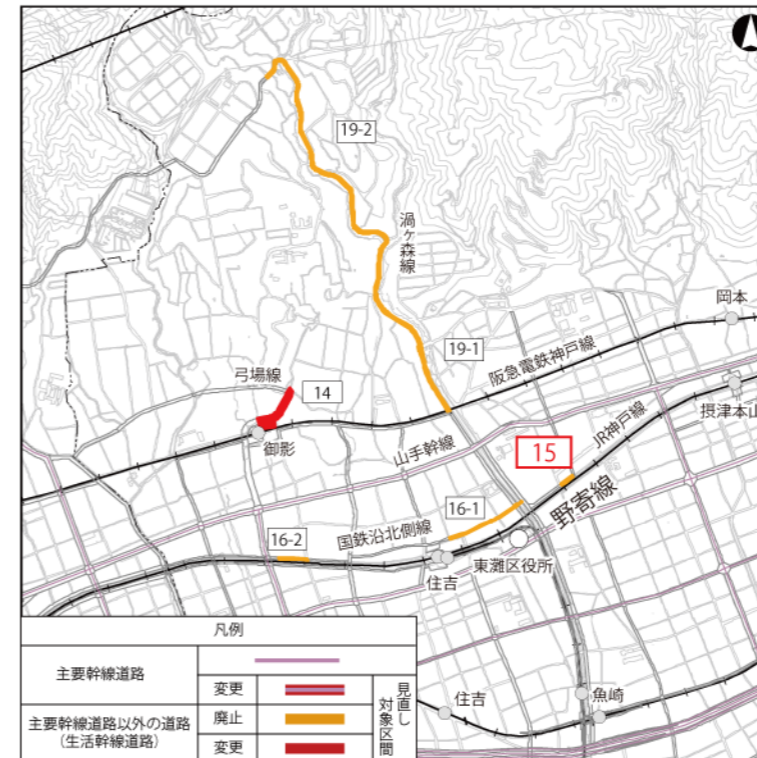 19-2
渦ヶ森線
岡本
19-1
阪急電鉄神戸線
弓場線
14
摂津本山
御影
山手幹線
JR神戸線
15
野寄線
16-1
国鉄沿北側線
16-2
東灘区役所
住吉
住吉
魚崎
凡例
主要幹線道路
変更
見直し
対象区間
主要幹線道路以外の道路
(生活幹線道路)
廃止
変更